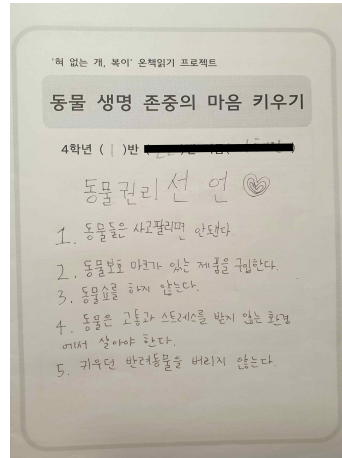 '혀 없는 개, 복이' 온책읽기 프로젝트
동물 생명 존중의 마음 키우기
4학년 ( 1 )반 (
동물권리 선 언
1. 동물들은 사고팔리면 안됀다.
2. 동물보호 마크가 있는 제품을 구입한다.
3. 동물쇼를 하지 않는다.
4. 동물은 고통과 스트레스를 받지 않는 환경
에서 살아야 한다.
5. 키우던 반려동물을 버리지 않는다.